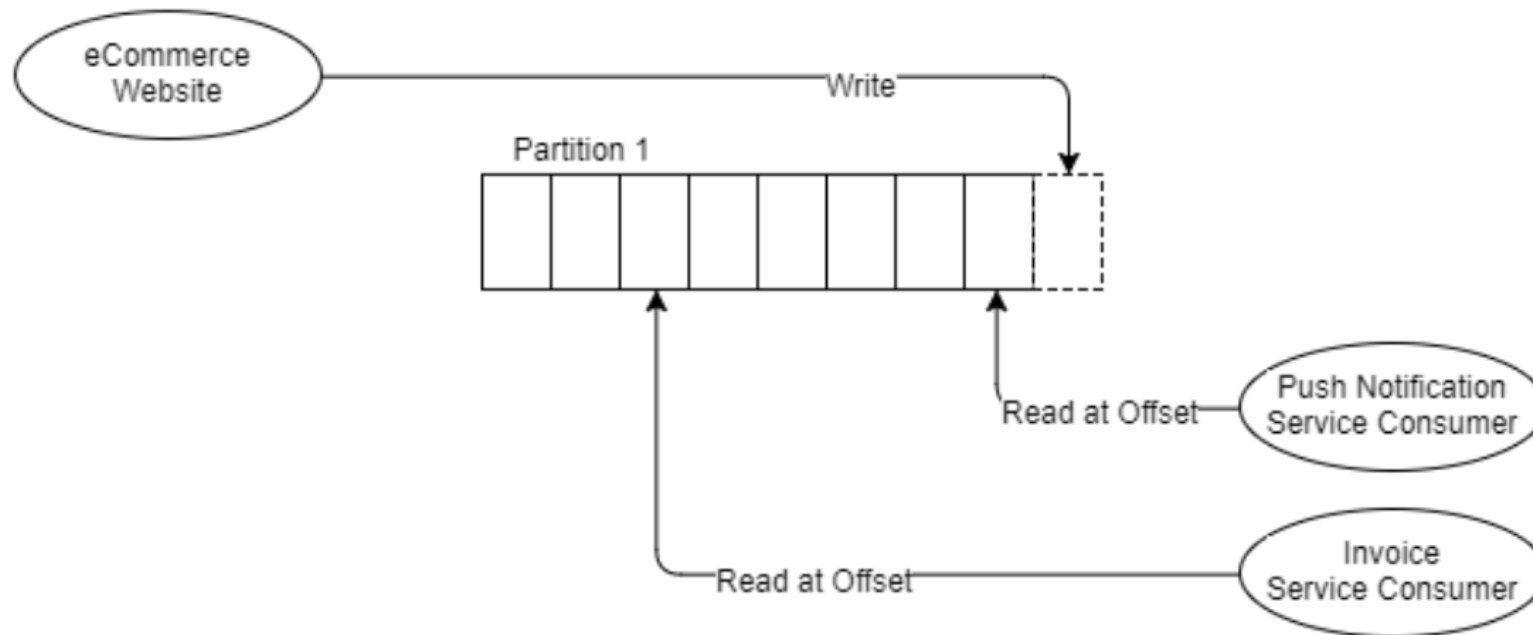 eCommerce
Website
Write
Partition 1
Read at Offset
Push Notification
Service Consumer
Read at Offset
Invoice
Service Consumer